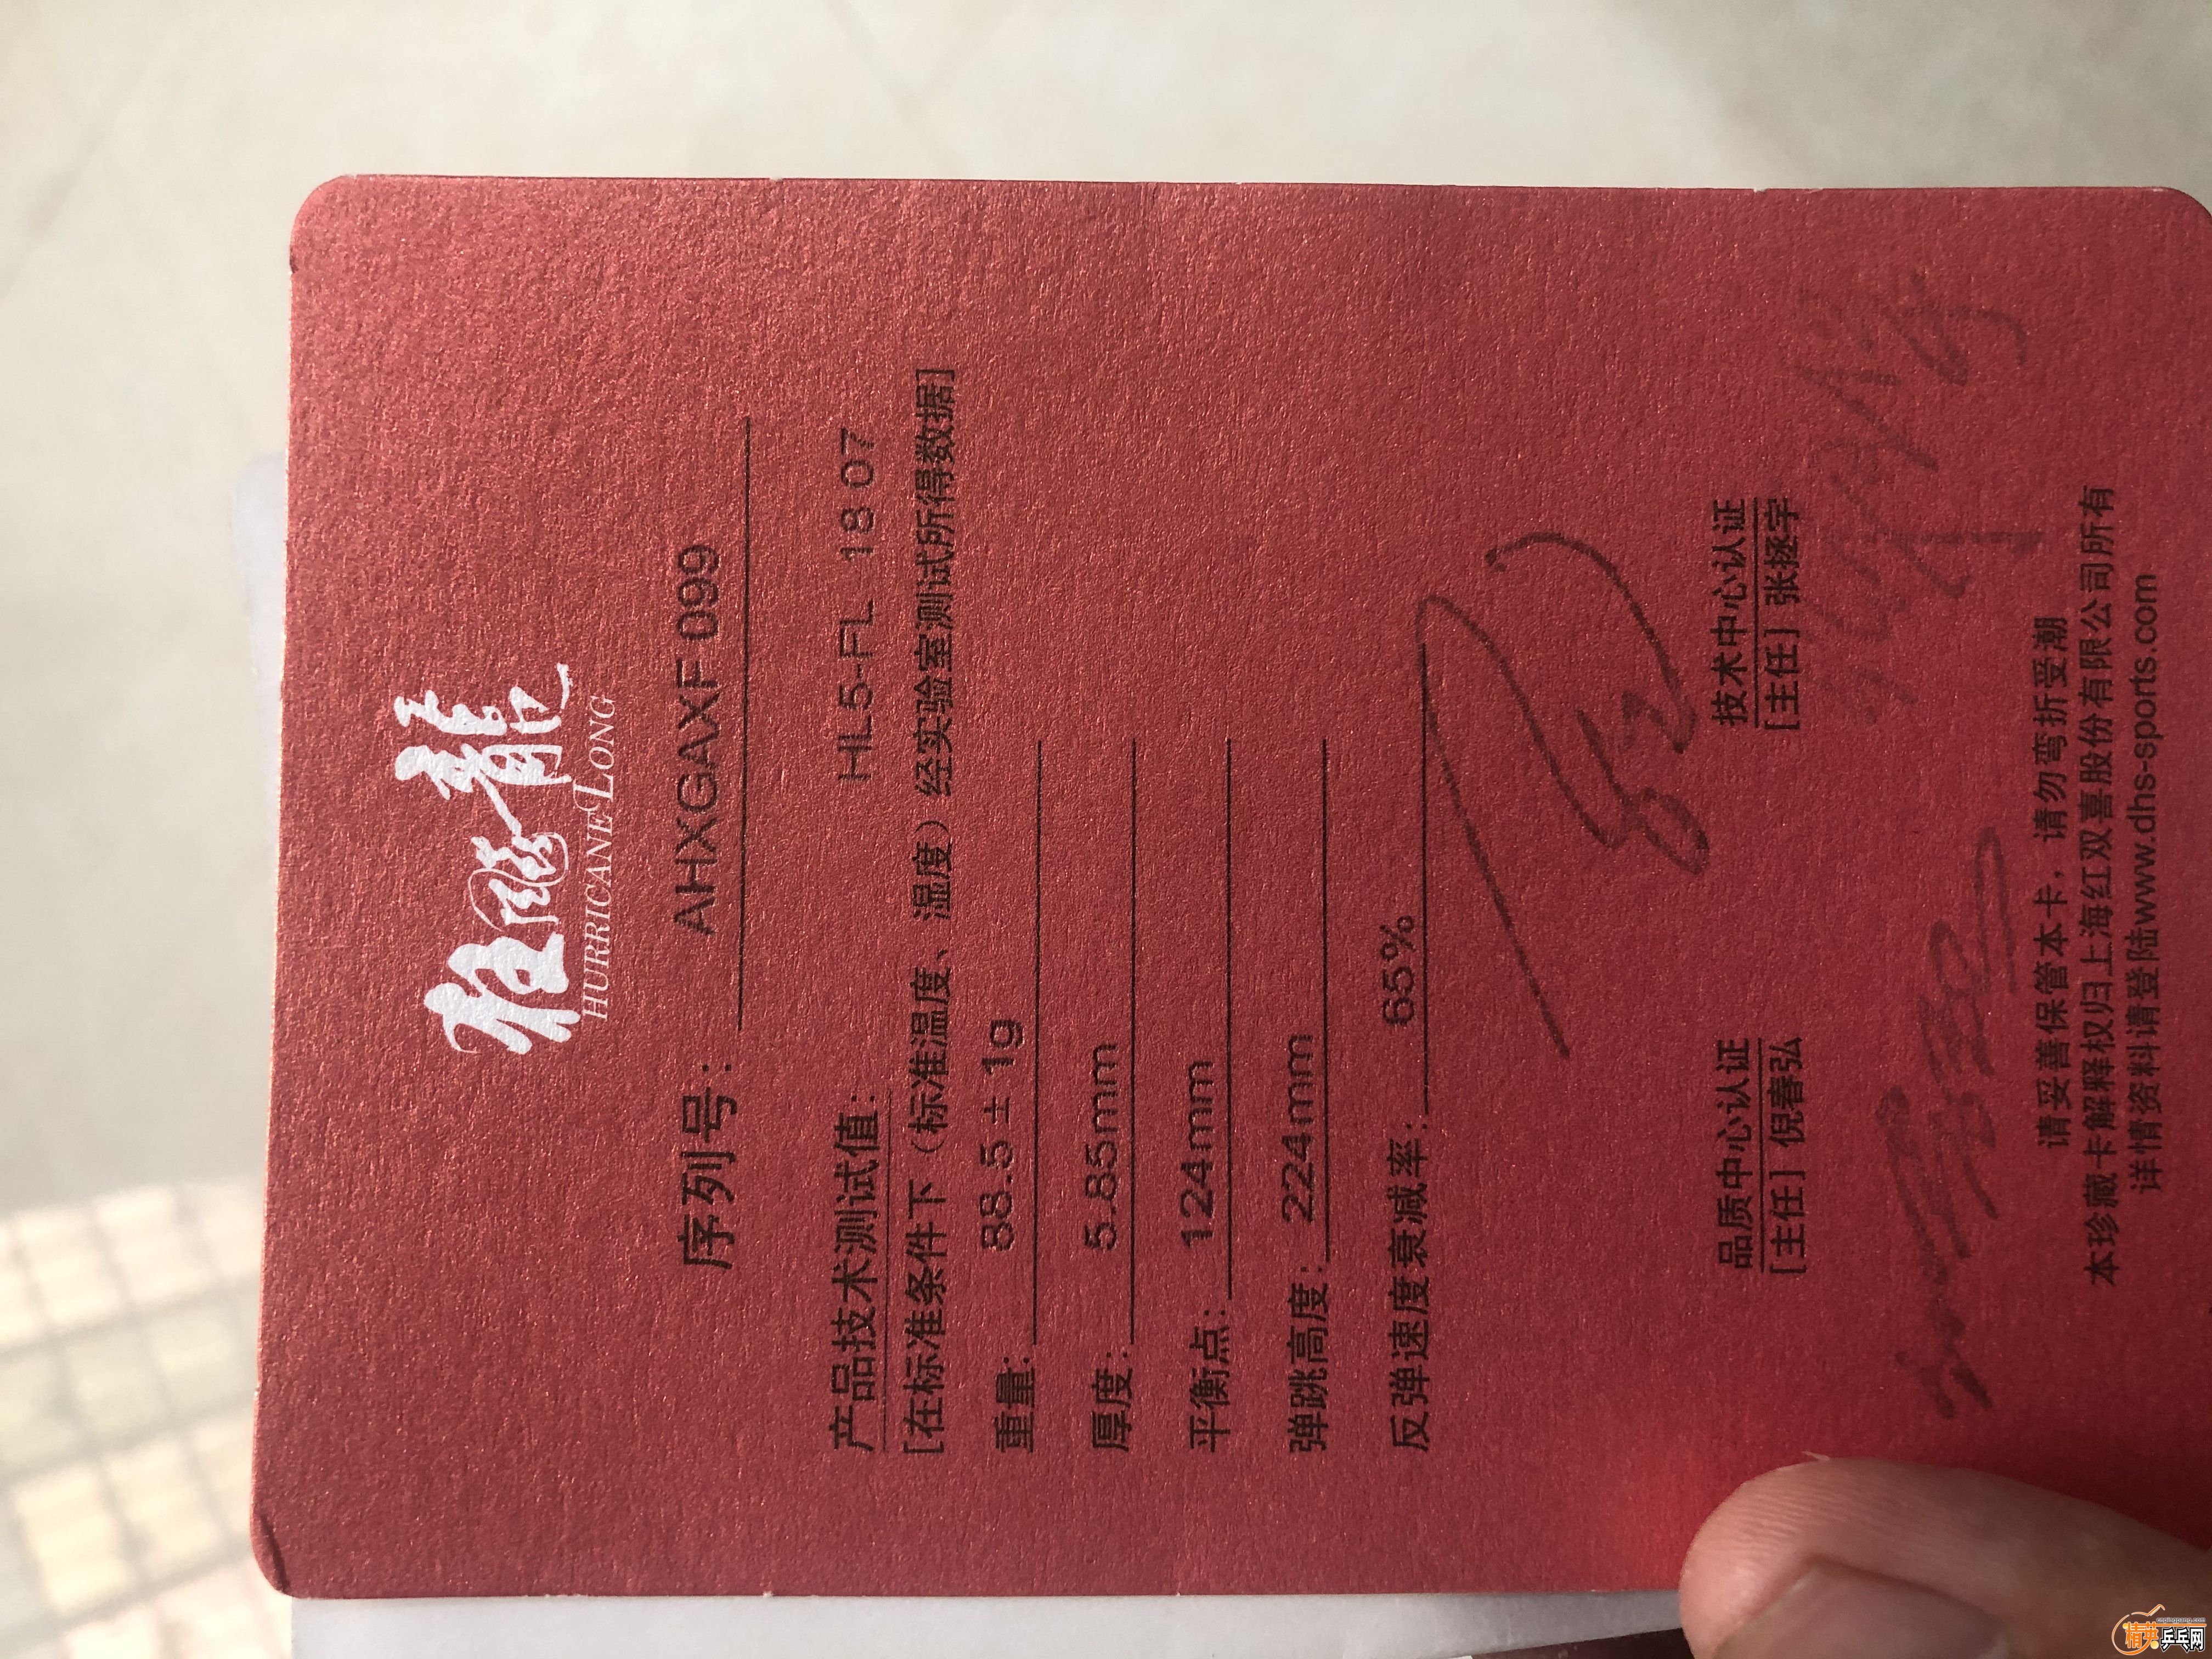 狂飚龍
HURRICANE LONG
序列号: AHXGAXF 099
产品技术测试值: HL5-FL 18 07
[在标准条件下（标准温度、湿度）经实验室测试所得数据]
重量: 88.5±1g
厚度: 5.85mm
平衡点: 124mm
弹跳高度: 224mm
反弹速度衰减率: 65%
品质中心认证 技术中心认证
[主任] 倪春弘 [主任] 张拯宇
请妥善保管本卡，请勿弯折受潮
本珍藏卡解释权归上海红双喜股份有限公司所有
详情资料请登陆www.dhs-sports.com
精英乒乓网